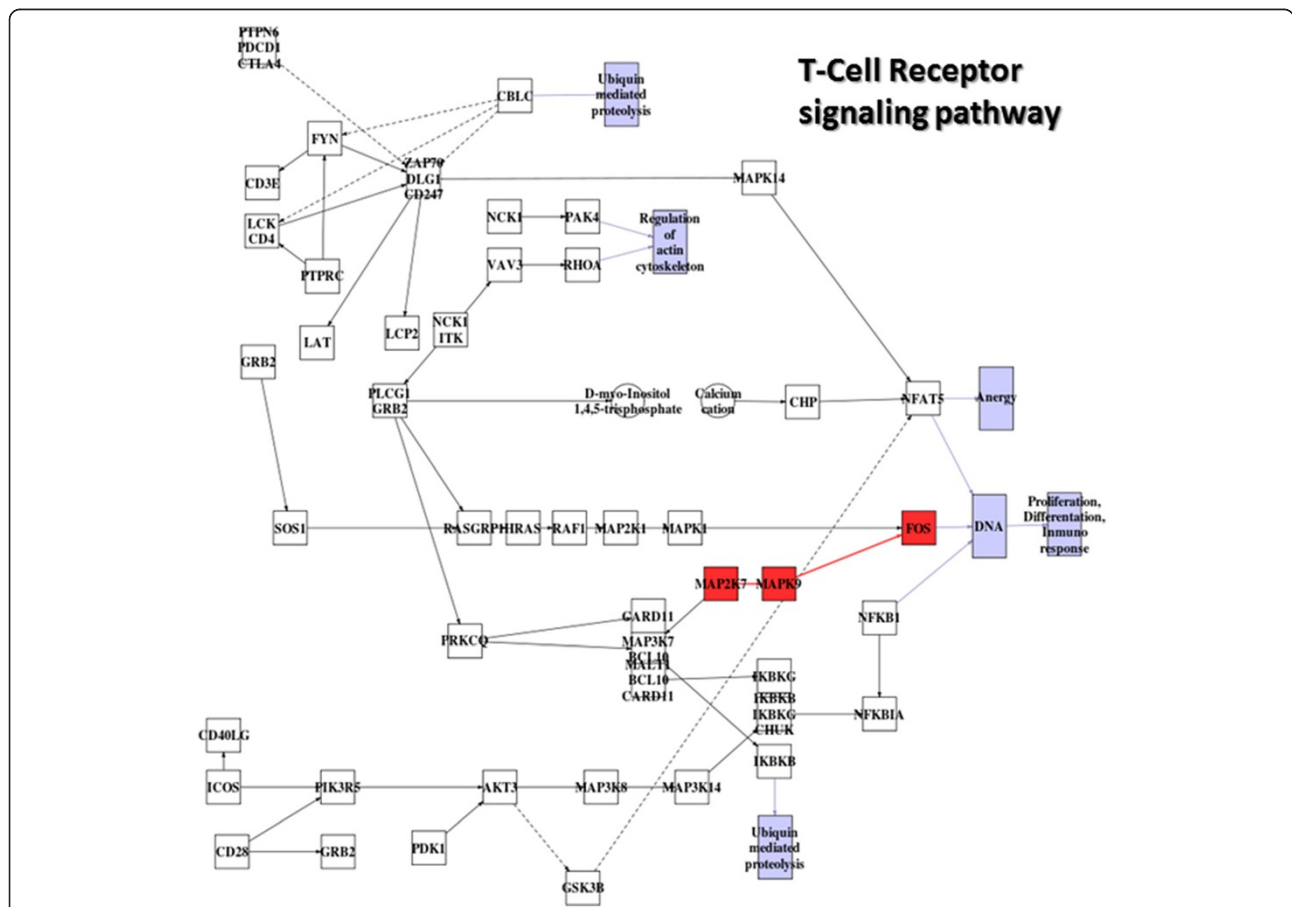 PTPN6
PDCD1
CTLA4
T-Cell Receptor
signaling pathway
CBLC
Ubiquin
mediated
proteolysis
FYN
ZAP70
DLG1
CD247
CD3E
MAPK14
LCK
CD4
NCK1
PAK4
Regulation
of
actin
cytoskeleton
VAV3
RHOA
PTPRC
LAT
LCP2
NCK1
ITK
GRB2
PLCG1
GRB2
D-myo-Inositol
1,4,5-trisphosphate
Calcium
cation
CHP
NFAT5
Anergy
SOS1
RASGRP1
HRAS
RAF1
MAP2K1
MAPK1
FOS
DNA
Proliferation,
Differentation,
Inmuno
response
MAP2K7
MAPK9
CARD11
NFKB1
PRKCQ
MAP3K7
BCL10
MALT1
BCL10
CARD11
IKBKG
IKBKB
IKBKG
CHUK
NFKBIA
IKBKB
CD40LG
ICOS
PIK3R5
AKT3
MAP3K8
MAP3K14
CD28
GRB2
PDK1
Ubiquin
mediated
proteolysis
GSK3B